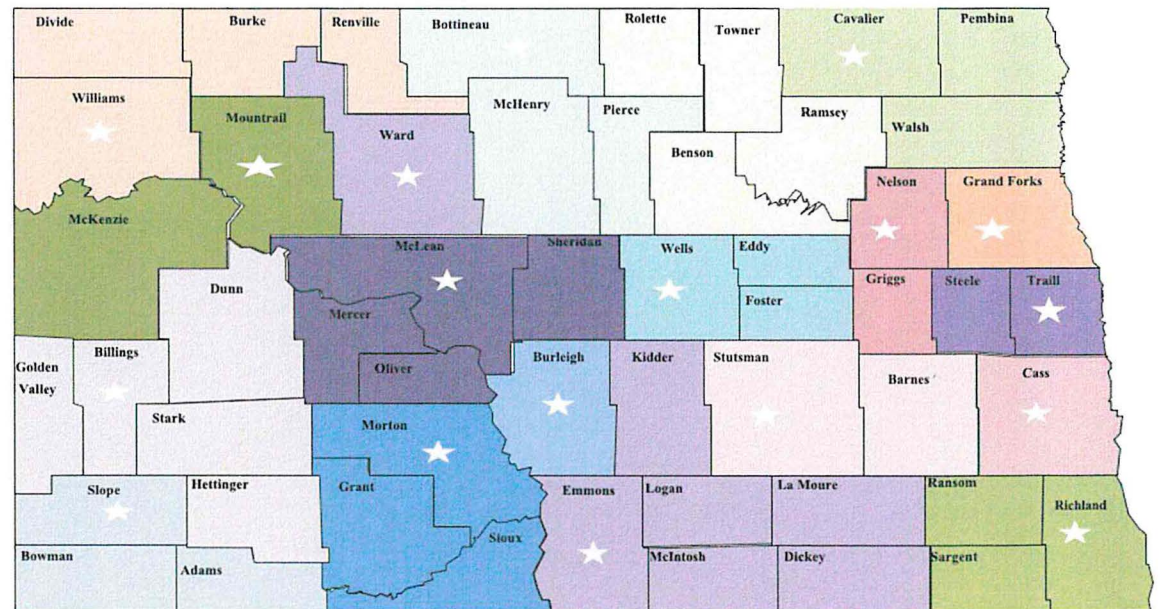 Divide
Burke
Renville
Bottineau
Rolette
Towner
Cavalier
Pembina
Williams
Mountrail
Ward
McHenry
Pierce
Benson
Ramsey
Walsh
McKenzie
Nelson
Grand Forks
Dunn
McLean
Sheridan
Wells
Eddy
Foster
Griggs
Steele
Traill
Mercer
Oliver
Golden
Valley
Billings
Stark
Burleigh
Kidder
Stutsman
Barnes
Cass
Morton
Slope
Hettinger
Grant
Emmons
Logan
La Moure
Ransom
Richland
Bowman
Adams
Sioux
McIntosh
Dickey
Sargent